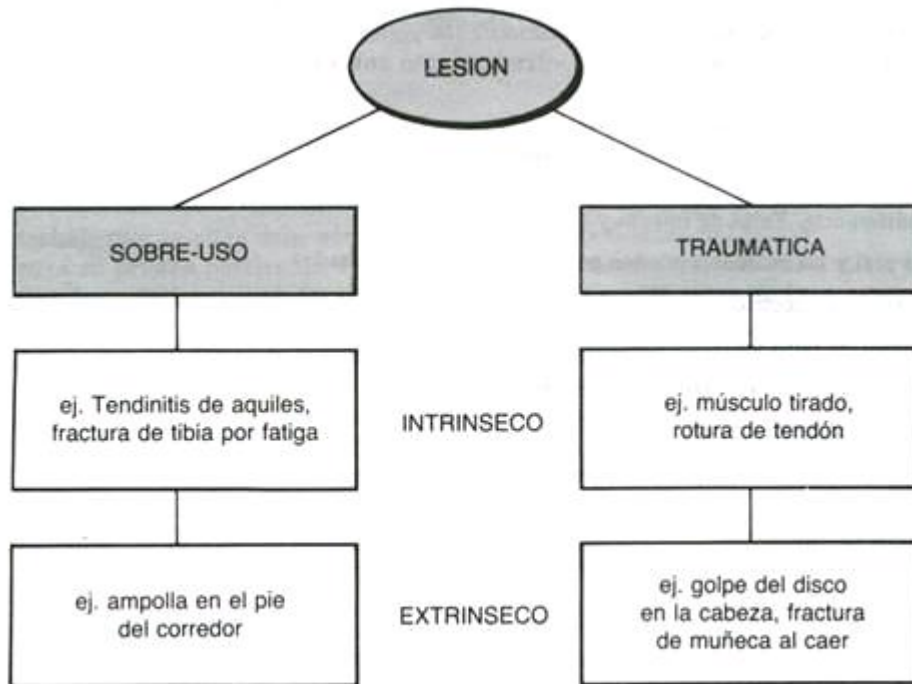 LESION
SOBRE-USO
TRAUMATICA
ej. Tendinitis de aquiles,
fractura de tibia por fatiga
INTRINSECO
ej. músculo tirado,
rotura de tendón
ej. ampolla en el pie
del corredor
EXTRINSECO
ej. golpe del disco
en la cabeza, fractura
de muñeca al caer